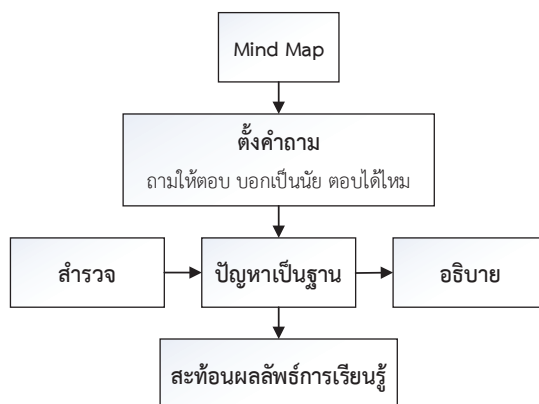 Mind Map
ตั้งคำถาม
ถามให้ตอบ บอกเป็นนัย ตอบได้ไหม
สำรวจ
ปัญหาเป็นฐาน
อธิบาย
สะท้อนผลลัพธ์การเรียนรู้